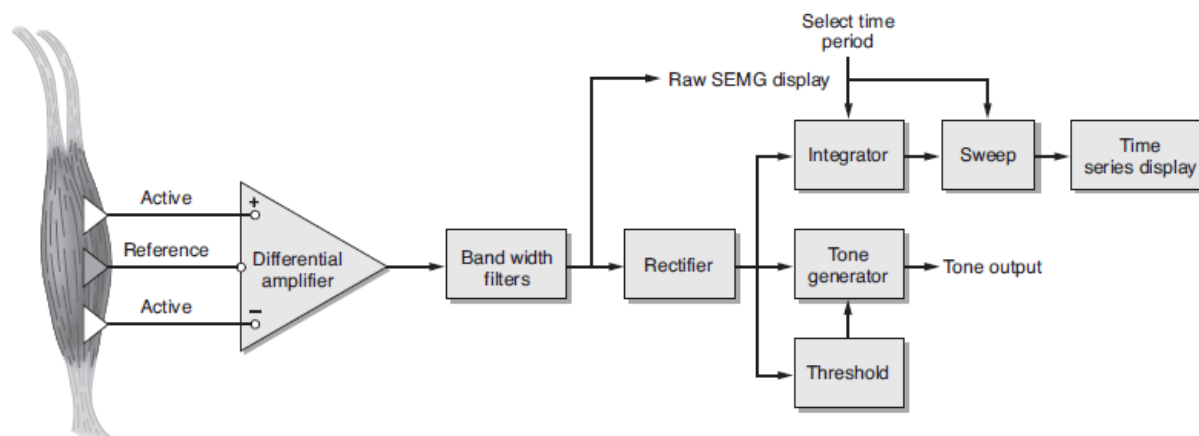 Select time
period
Raw SEMG display
Integrator
Sweep
Time
series display
Active
+
Reference
Differential
amplifier
Band width
filters
Rectifier
Tone
generator
Tone output
Active
−
Threshold